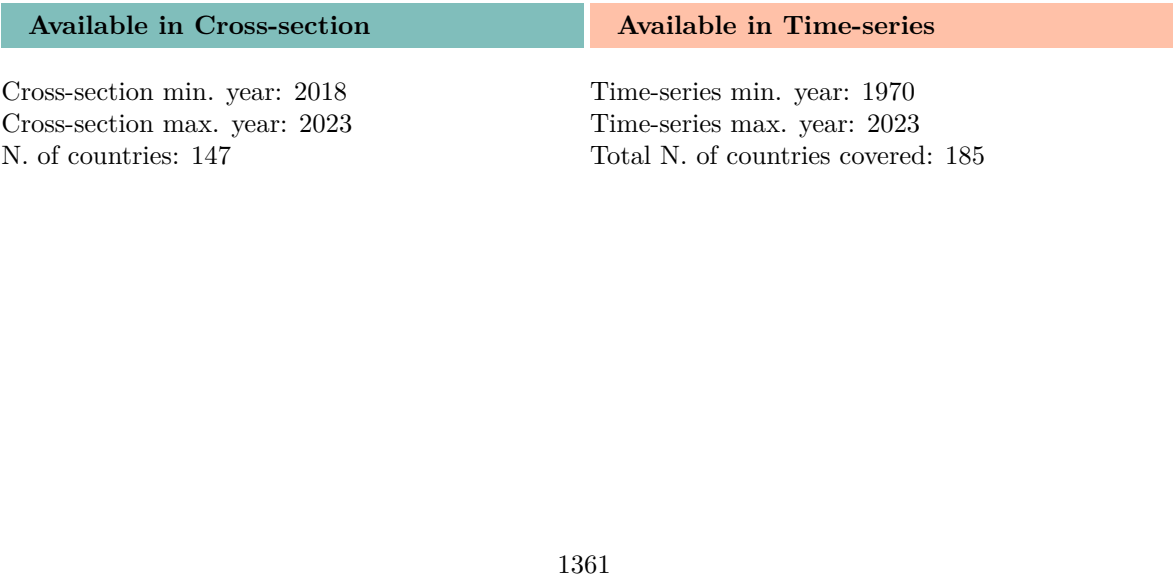 Available in Cross-section
Cross-section min. year: 2018
Cross-section max. year: 2023
N. of countries: 147
Available in Time-series
Time-series min. year: 1970
Time-series max. year: 2023
Total N. of countries covered: 185
1361